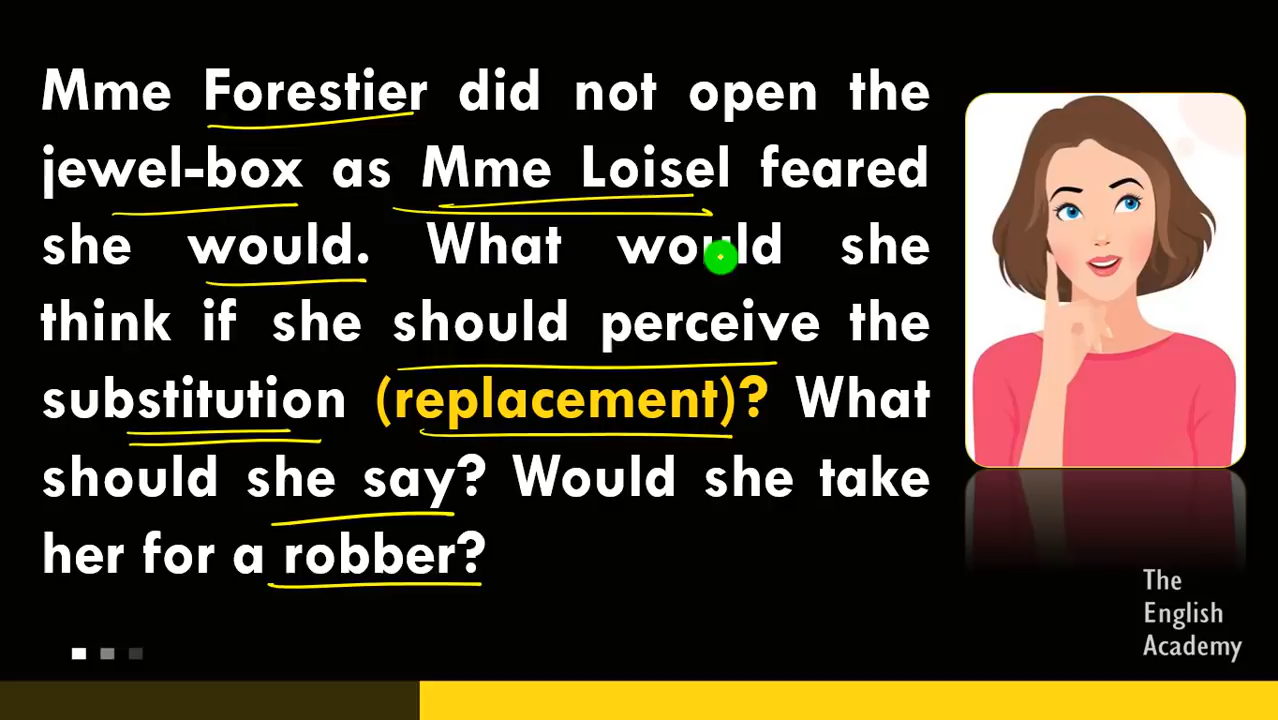 Mme Forestier did not open the
jewel-box as Mme Loisel feared
she would. What would she
think if she should perceive the
substitution (replacement)? What
should she say? Would she take
her for a robber?
The
English
Academy